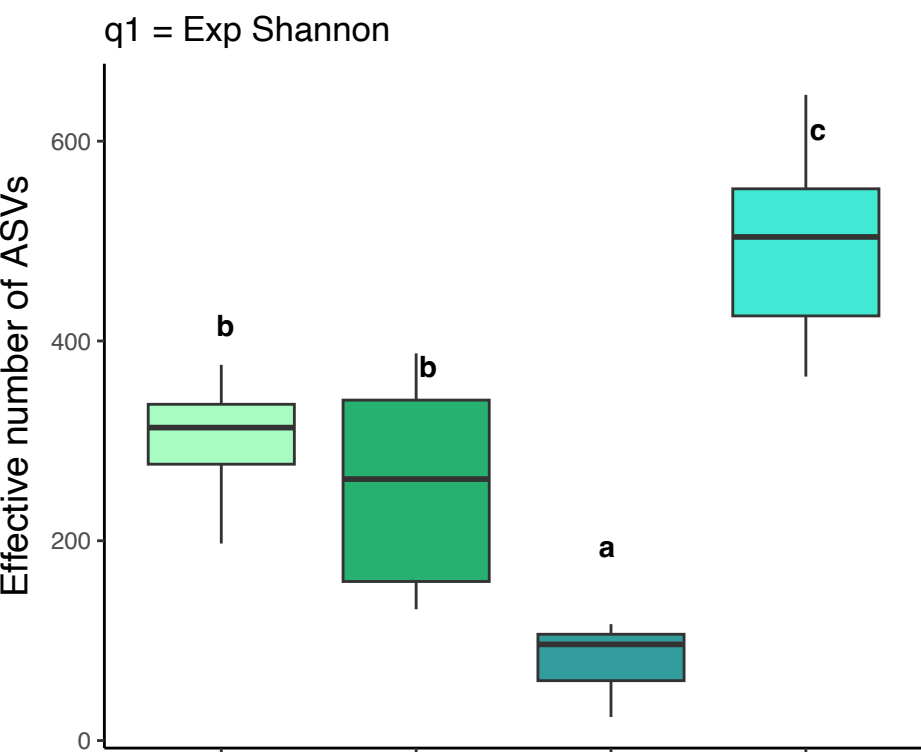 q1 = Exp Shannon
Effective number of ASVs
600
400
200
0
b
b
a
c